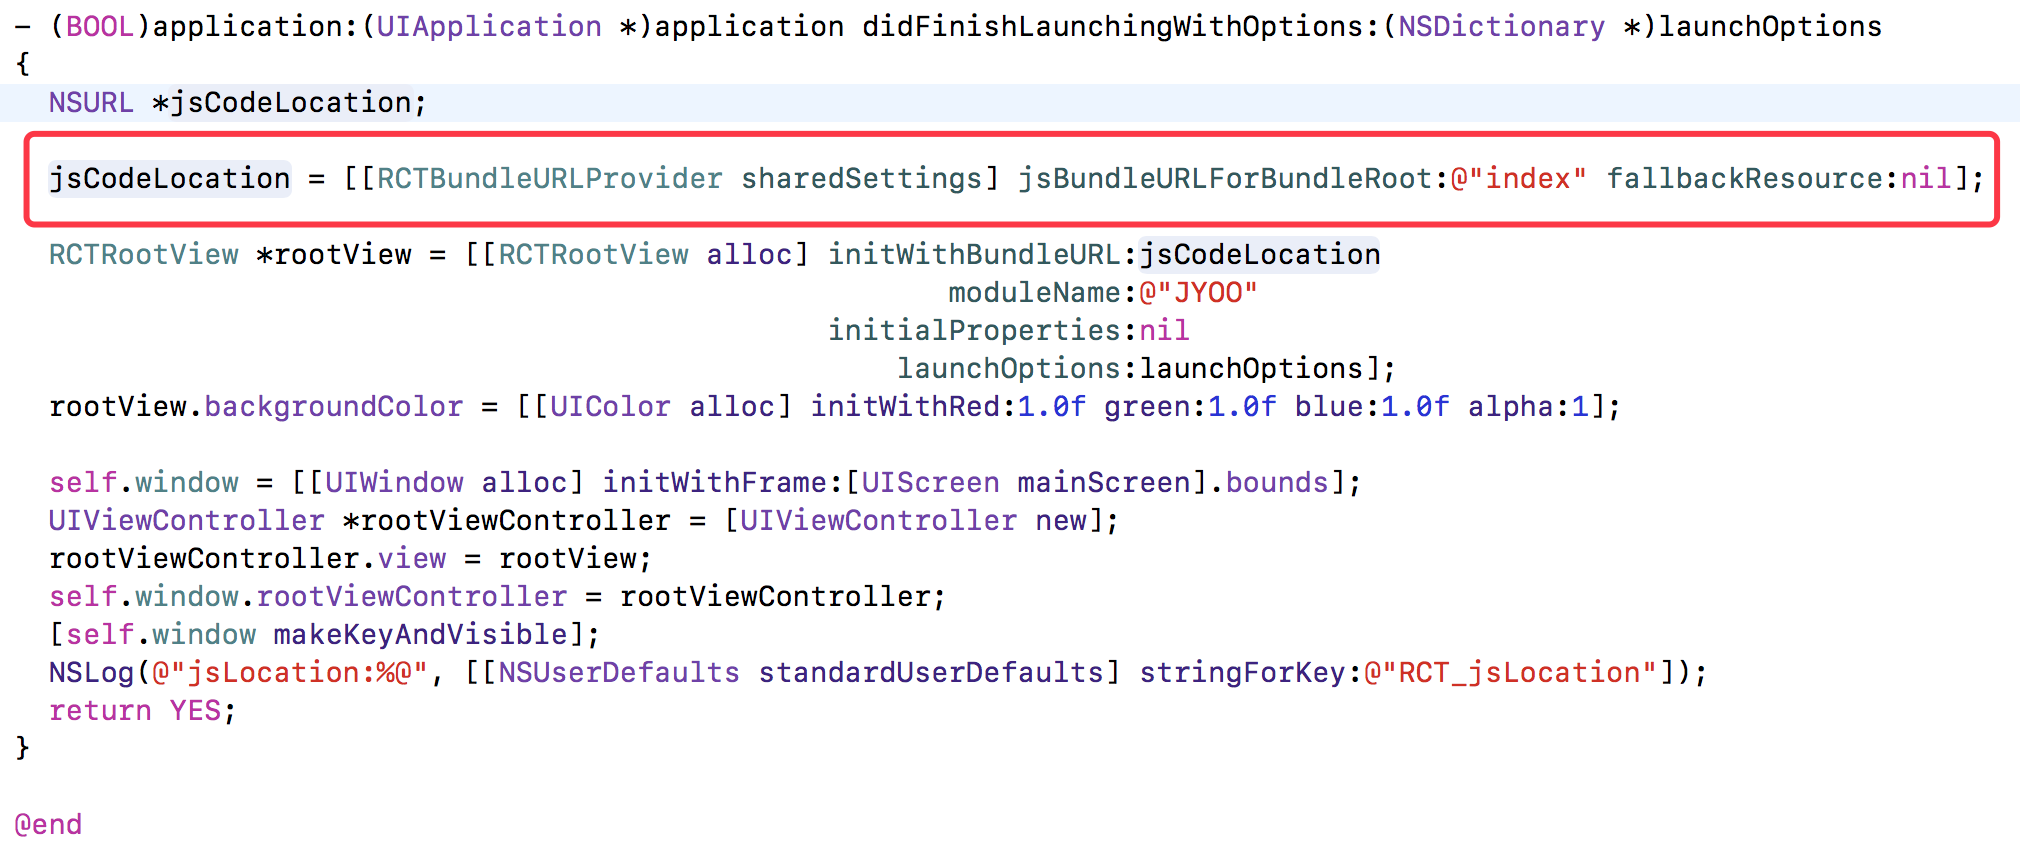 - (BOOL)application:(UIApplication *)application didFinishLaunchingWithOptions:(NSDictionary *)launchOptions
{
  NSURL *jsCodeLocation;

  jsCodeLocation = [[RCTBundleURLProvider sharedSettings] jsBundleURLForBundleRoot:@"index" fallbackResource:nil];

  RCTRootView *rootView = [[RCTRootView alloc] initWithBundleURL:jsCodeLocation
                                                      moduleName:@"JYOO"
                                               initialProperties:nil
                                                   launchOptions:launchOptions];
  rootView.backgroundColor = [[UIColor alloc] initWithRed:1.0f green:1.0f blue:1.0f alpha:1];

  self.window = [[UIWindow alloc] initWithFrame:[UIScreen mainScreen].bounds];
  UIViewController *rootViewController = [UIViewController new];
  rootViewController.view = rootView;
  self.window.rootViewController = rootViewController;
  [self.window makeKeyAndVisible];
  NSLog(@"jsLocation:%@", [[NSUserDefaults standardUserDefaults] stringForKey:@"RCT_jsLocation"]);
  return YES;
}

@end